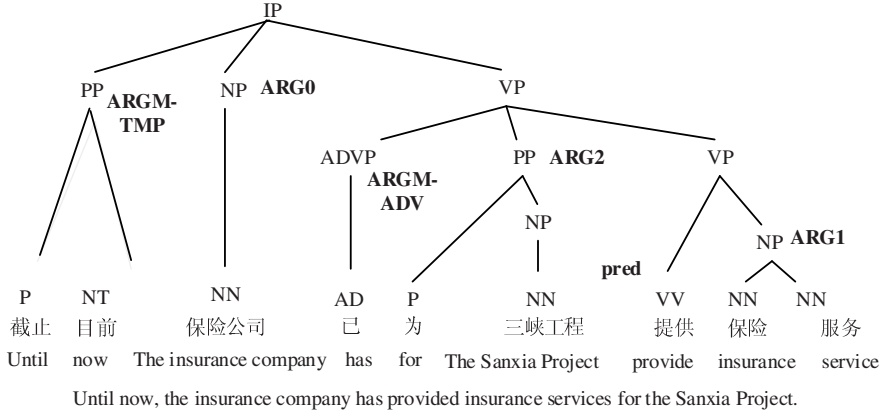 IP
PP ARGM-TMP NP ARG0 VP
ADVP ARGM-ADV PP ARG2 VP
NP
NP ARG1
pred
P NT NN AD P NN VV NN NN
截止 目前 保险公司 已 为 三峡工程 提供 保险 服务
Until now The insurance company has for The Sanxia Project provide insurance service
Until now, the insurance company has provided insurance services for the Sanxia Project.